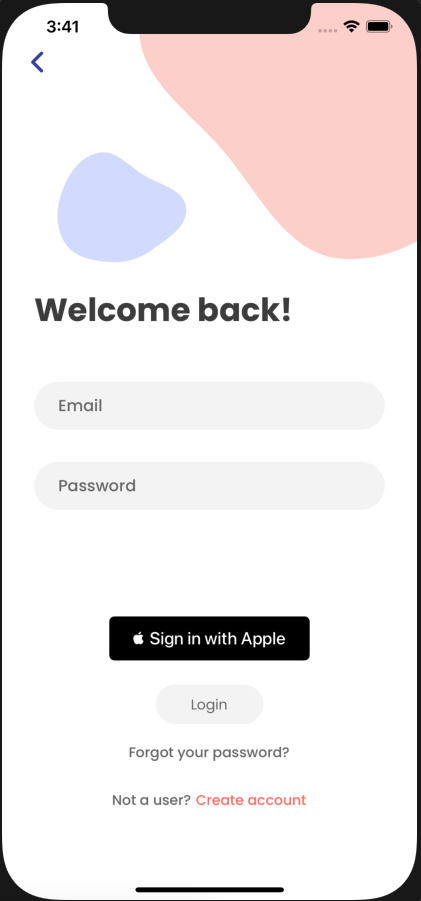 3:41
Welcome back!
Email
Password
Sign in with Apple
Login
Forgot your password?
Not a user? Create account